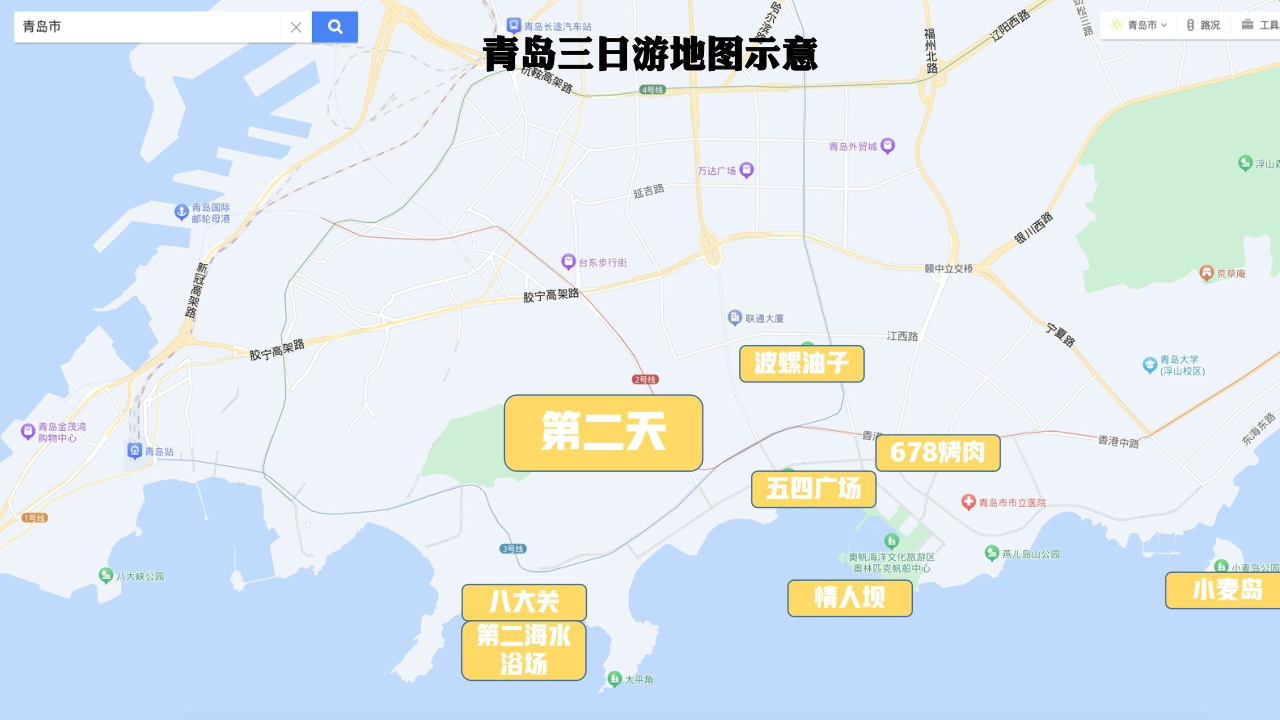 青岛市
青岛长途汽车站
哈尔滨
福州北路
辽阳西路
劲松三路
青岛市
路况
工具
青岛三日游地图示意
杭鞍高架路
4号线
青岛外贸城
万达广场
浮山森
延吉路
青岛国际
邮轮母港
银川西路
台东步行街
颐中立交桥
荒草庵
新冠高架路
胶宁高架路
联通大厦
江西路
宁夏路
胶宁高架路
波螺油子
青岛大学
(浮山校区)
2号线
第二天
青岛金茂湾
购物中心
青岛站
香港
678烤肉
香港中路
东海东路
五四广场
青岛市市立医院
1号线
3号线
奥帆海洋文化旅游区
奥林匹克帆船中心
燕儿岛山公园
小麦岛公园
八大峡公园
小麦岛
情人坝
八大关
第二海水
浴场
太平角